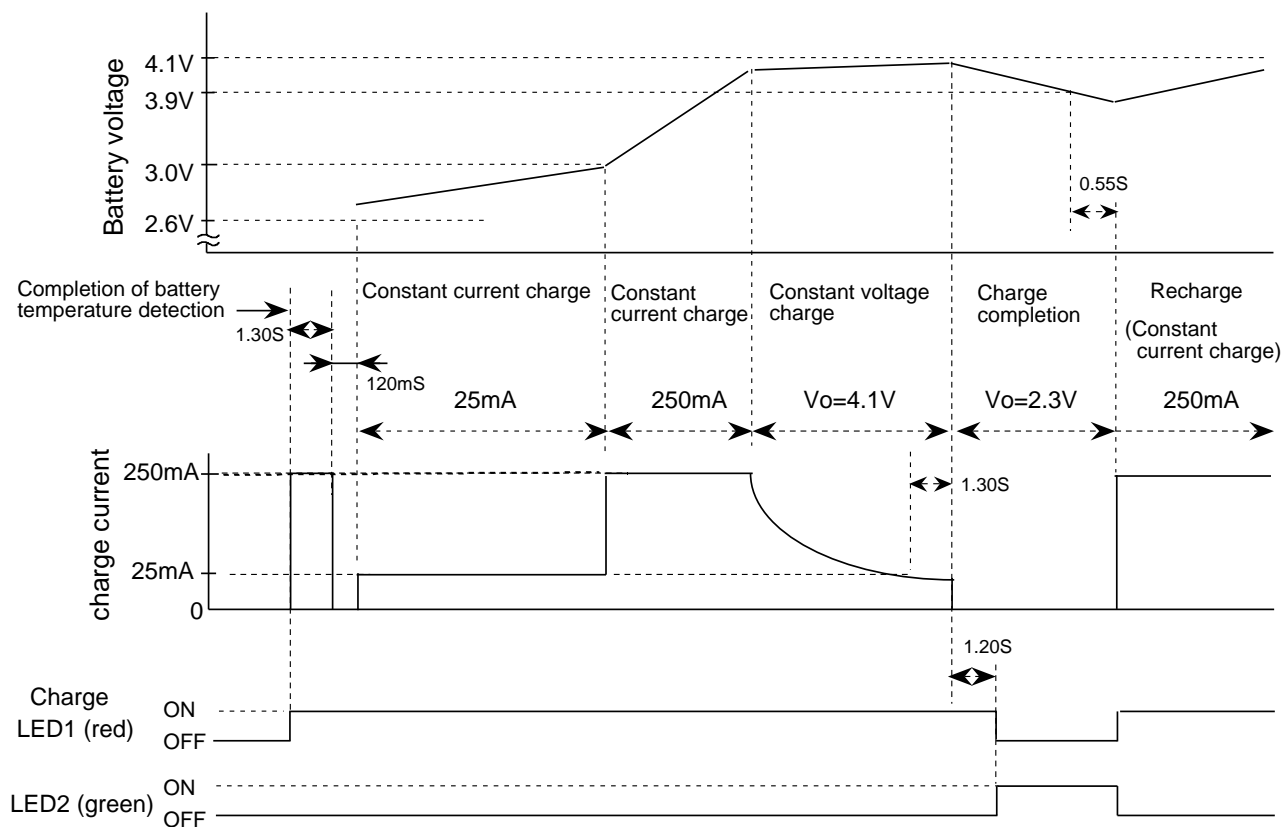 Battery voltage
4.1V
3.9V
3.0V
2.6V
0.55S
Completion of battery
temperature detection
1.30S
120mS
Constant current charge
Constant
current charge
Constant voltage
charge
Charge
completion
Recharge
(Constant
current charge)
25mA
250mA
Vo=4.1V
Vo=2.3V
250mA
charge current
250mA
25mA
0
1.30S
1.20S
Charge
LED1 (red)
ON
OFF
LED2 (green)
ON
OFF